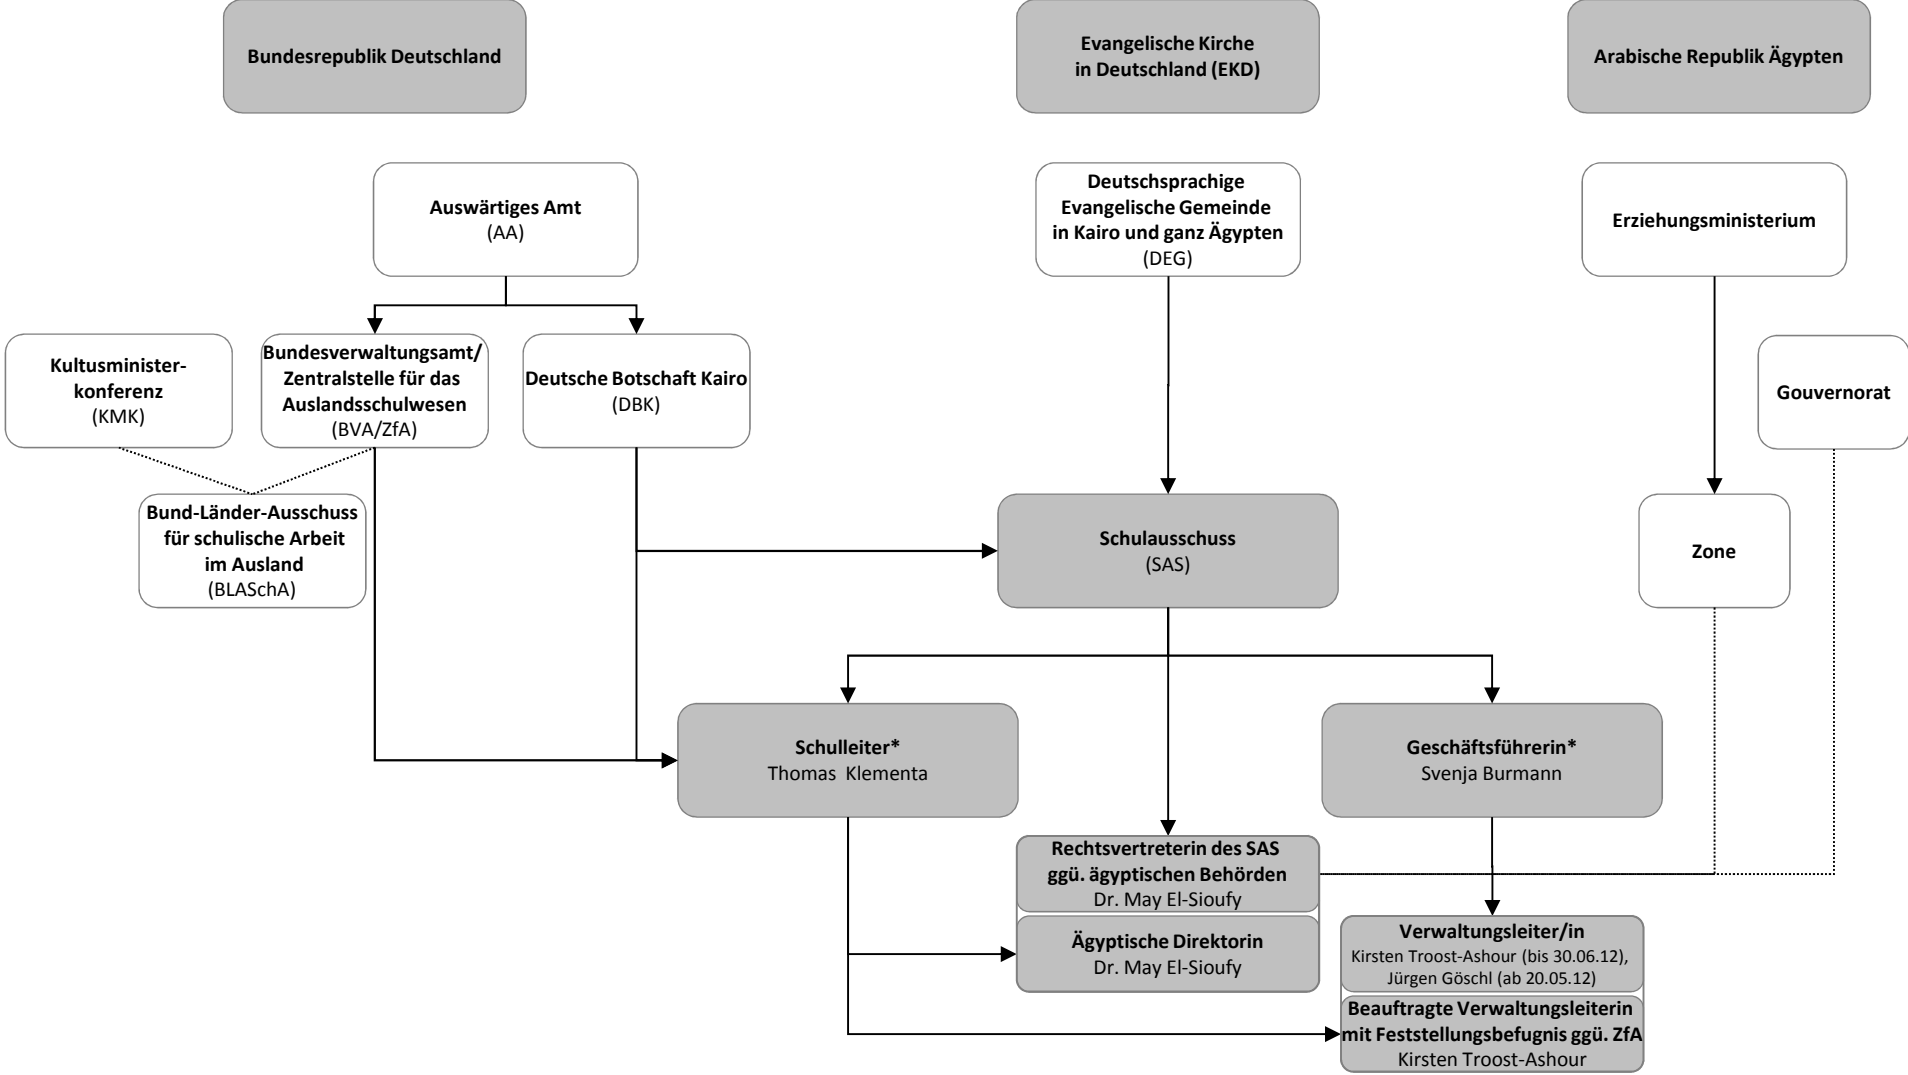 Bundesrepublik Deutschland
Evangelische Kirche
in Deutschland (EKD)
Arabische Republik Ägypten
Auswärtiges Amt
(AA)
Deutschsprachige
Evangelische Gemeinde
in Kairo und ganz Ägypten
(DEG)
Erziehungsministerium
Kultusminister-
konferenz
(KMK)
Bundesverwaltungsamt/
Zentralstelle für das
Auslandsschulwesen
(BVA/ZfA)
Deutsche Botschaft Kairo
(DBK)
Gouvernorat
Bund-Länder-Ausschuss
für schulische Arbeit
im Ausland
(BLASchA)
Schulausschuss
(SAS)
Zone
Schulleiter*
Thomas Klementa
Geschäftsführerin*
Svenja Burmann
Rechtsvertreterin des SAS
ggü. ägyptischen Behörden
Dr. May El-Sioufy
Ägyptische Direktorin
Dr. May El-Sioufy
Verwaltungsleiter/in
Kirsten Troost-Ashour (bis 30.06.12),
Jürgen Göschl (ab 20.05.12)
Beauftragte Verwaltungsleiterin
mit Feststellungsbefugnis ggü. ZfA
Kirsten Troost-Ashour